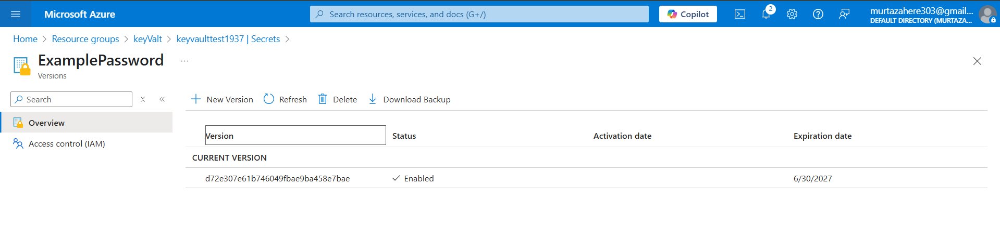 Microsoft Azure
Search resources, services, and docs (G+/)
Copilot
2
murtazahere303@gmail...
DEFAULT DIRECTORY (MURTAZA...
Home > Resource groups > keyValt > keyvaulttest1937 | Secrets >
ExamplePassword ...
Versions
Search
New Version Refresh Delete Download Backup
Overview
Access control (IAM)
Version Status Activation date Expiration date
CURRENT VERSION
d72e307e61b746049fbae9ba458e7bae Enabled 6/30/2027